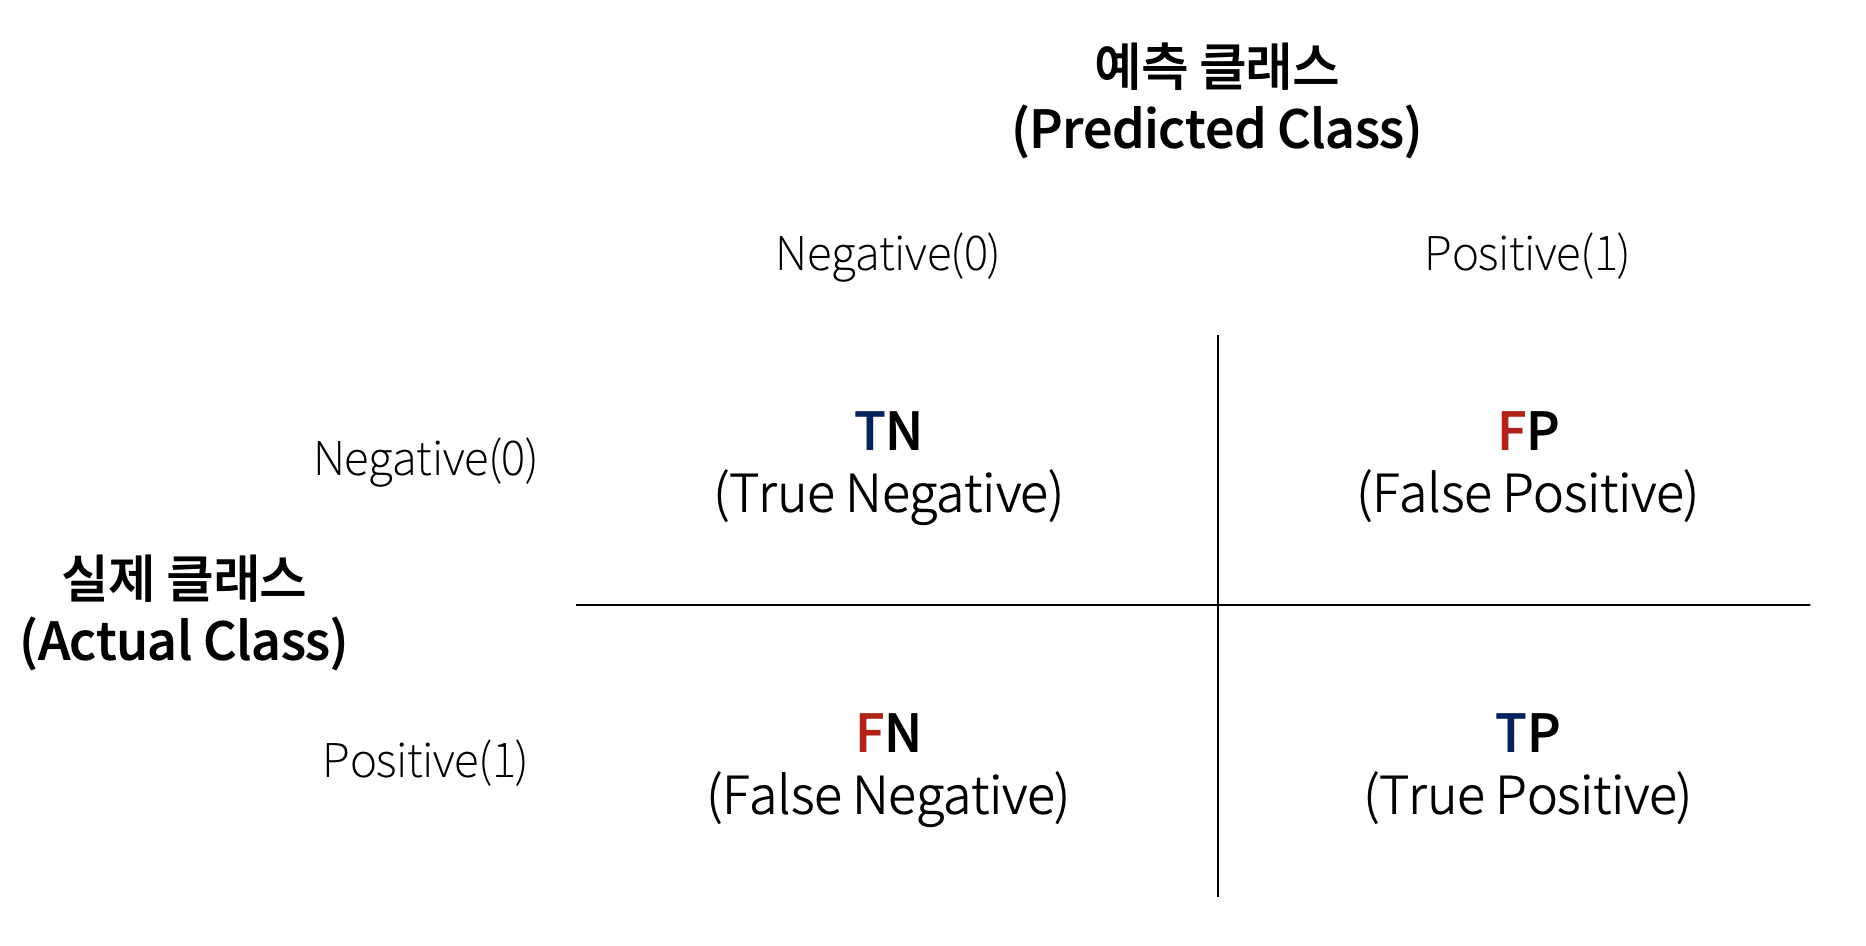 예측 클래스
(Predicted Class)
Negative(0)
Positive(1)
Negative(0)
TN
(True Negative)
FP
(False Positive)
실제 클래스
(Actual Class)
Positive(1)
FN
(False Negative)
TP
(True Positive)